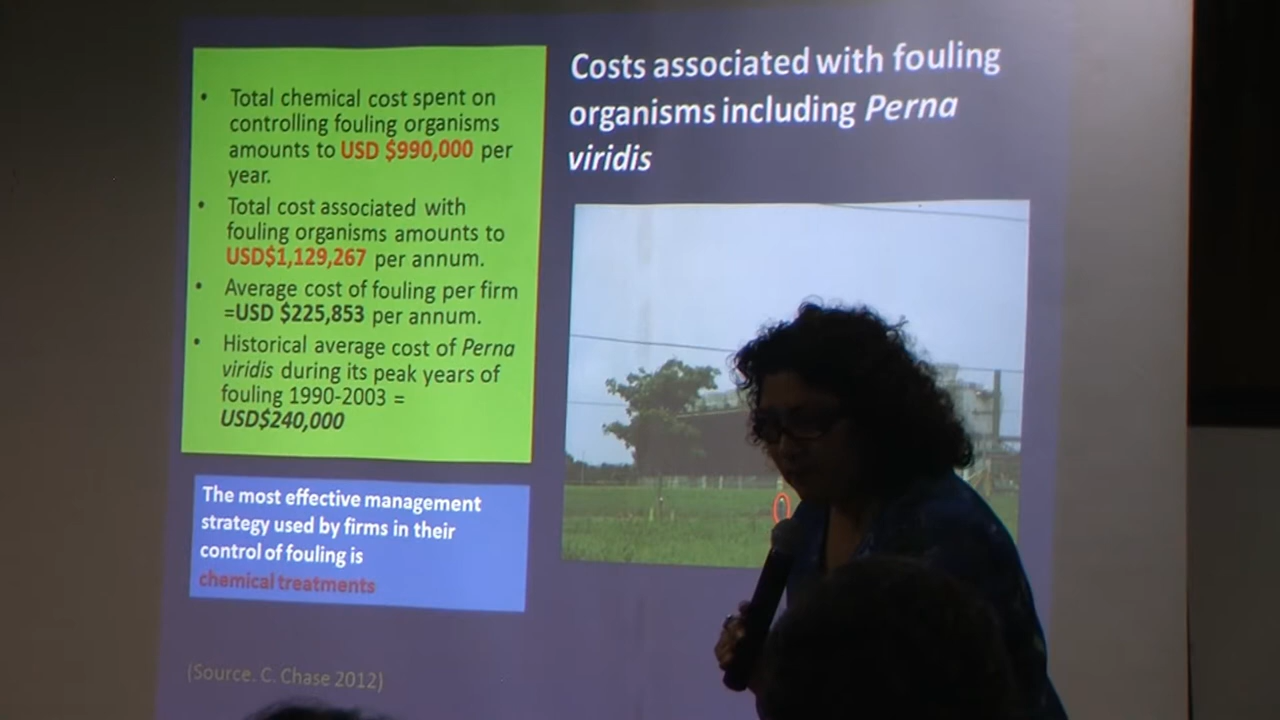 Costs associated with fouling
organisms including Perna
viridis
• Total chemical cost spent on
controlling fouling organisms
amounts to USD $990,000 per
year.
• Total cost associated with
fouling organisms amounts to
USD$1,129,267 per annum.
• Average cost of fouling per firm
=USD $225,853 per annum.
• Historical average cost of Perna
viridis during its peak years of
fouling 1990-2003 =
USD$240,000
The most effective management
strategy used by firms in their
control of fouling is
chemical treatments
(Source. C. Chase 2012)